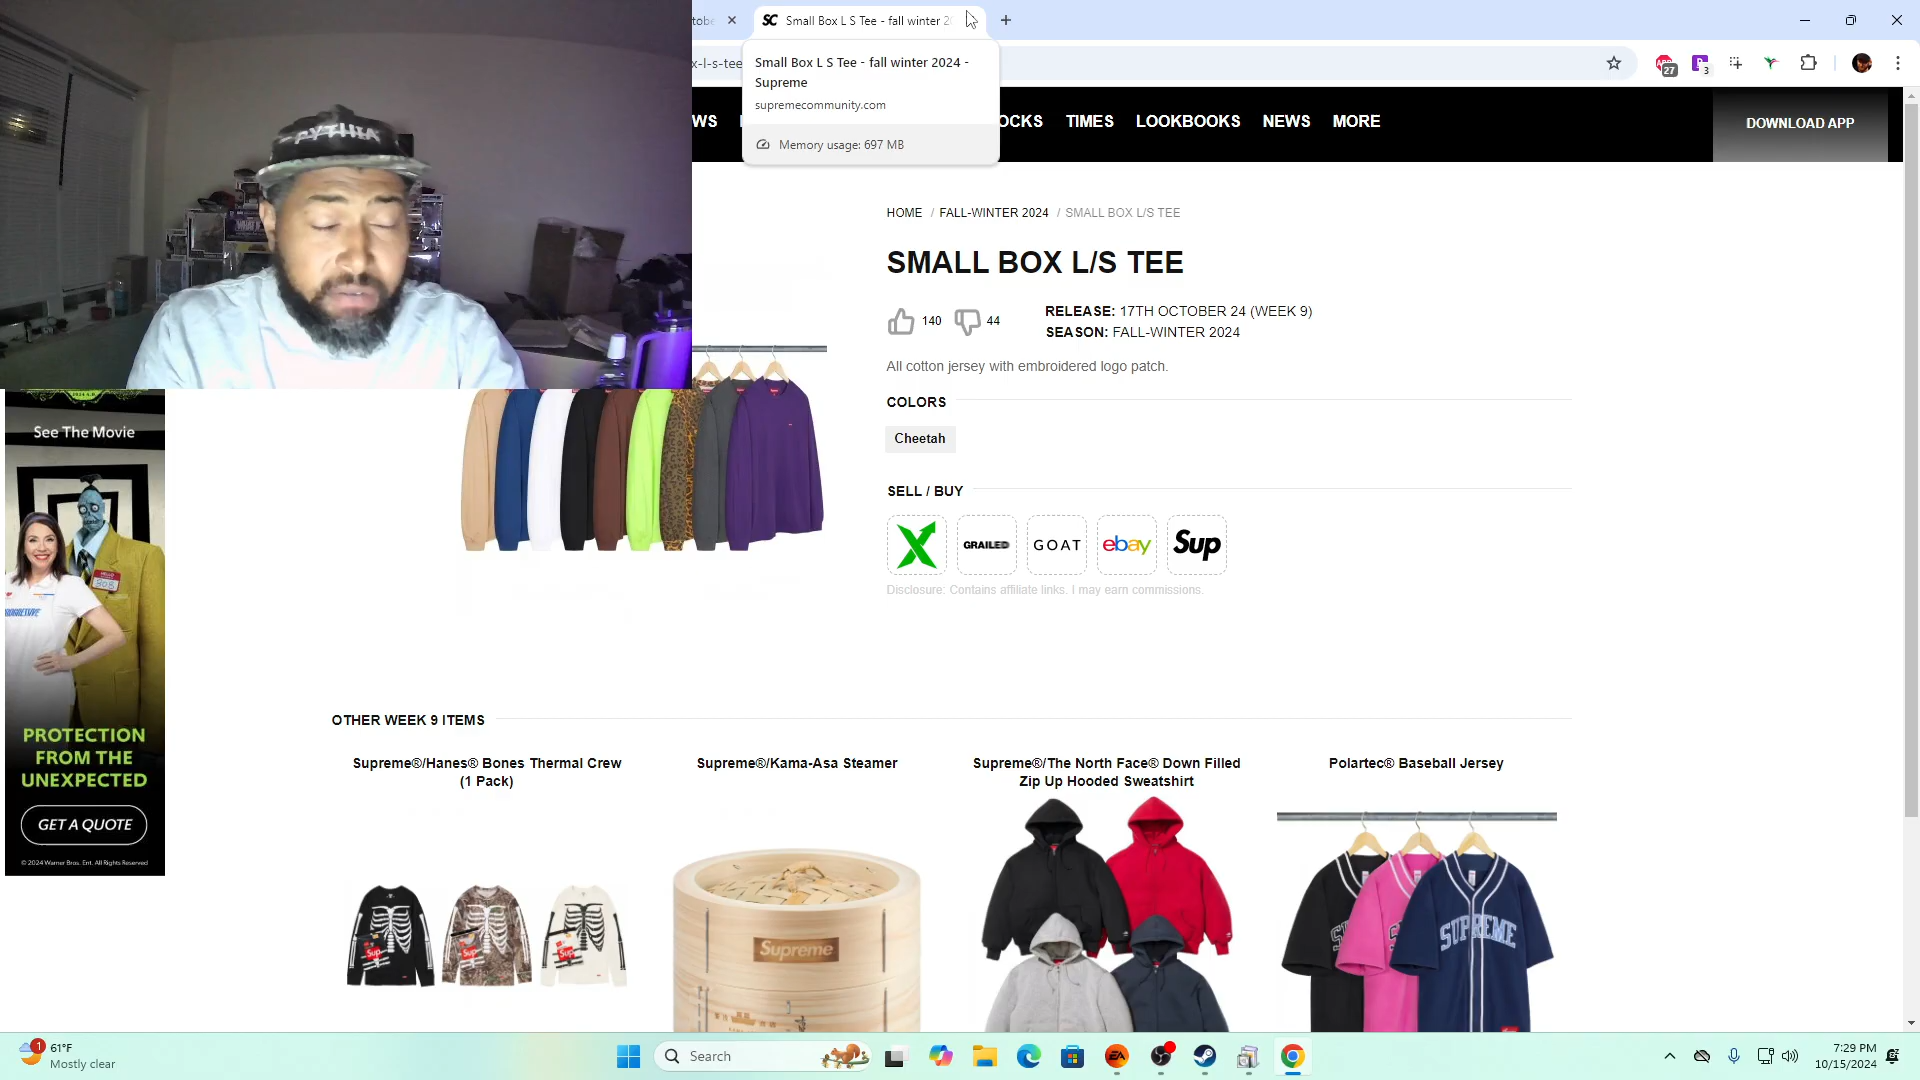 Small Box L S Tee - fall winter 2
Small Box L S Tee - fall winter 2024 -
Supreme
supremecommunity.com
Memory usage: 697 MB
x-l-s-tee
27
3
WS
OCKS
TIMES
LOOKBOOKS
NEWS
MORE
DOWNLOAD APP
HOME / FALL-WINTER 2024 / SMALL BOX L/S TEE
SMALL BOX L/S TEE
140
44
RELEASE: 17TH OCTOBER 24 (WEEK 9)
SEASON: FALL-WINTER 2024
All cotton jersey with embroidered logo patch.
COLORS
Cheetah
SELL / BUY
GRAILED
GOAT
ebay
Sup
Disclosure: Contains affiliate links. I may earn commissions.
See The Movie
HELLO
BOB
PROTECTION
FROM THE
UNEXPECTED
GET A QUOTE
© 2024 Warner Bros. Ent. All Rights Reserved
OTHER WEEK 9 ITEMS
Supreme®/Hanes® Bones Thermal Crew
(1 Pack)
Supreme®/Kama-Asa Steamer
Supreme®/The North Face® Down Filled
Zip Up Hooded Sweatshirt
Polartec® Baseball Jersey
Supreme
SUPREME
1
61°F
Mostly clear
Search
EA
7:29 PM
10/15/2024